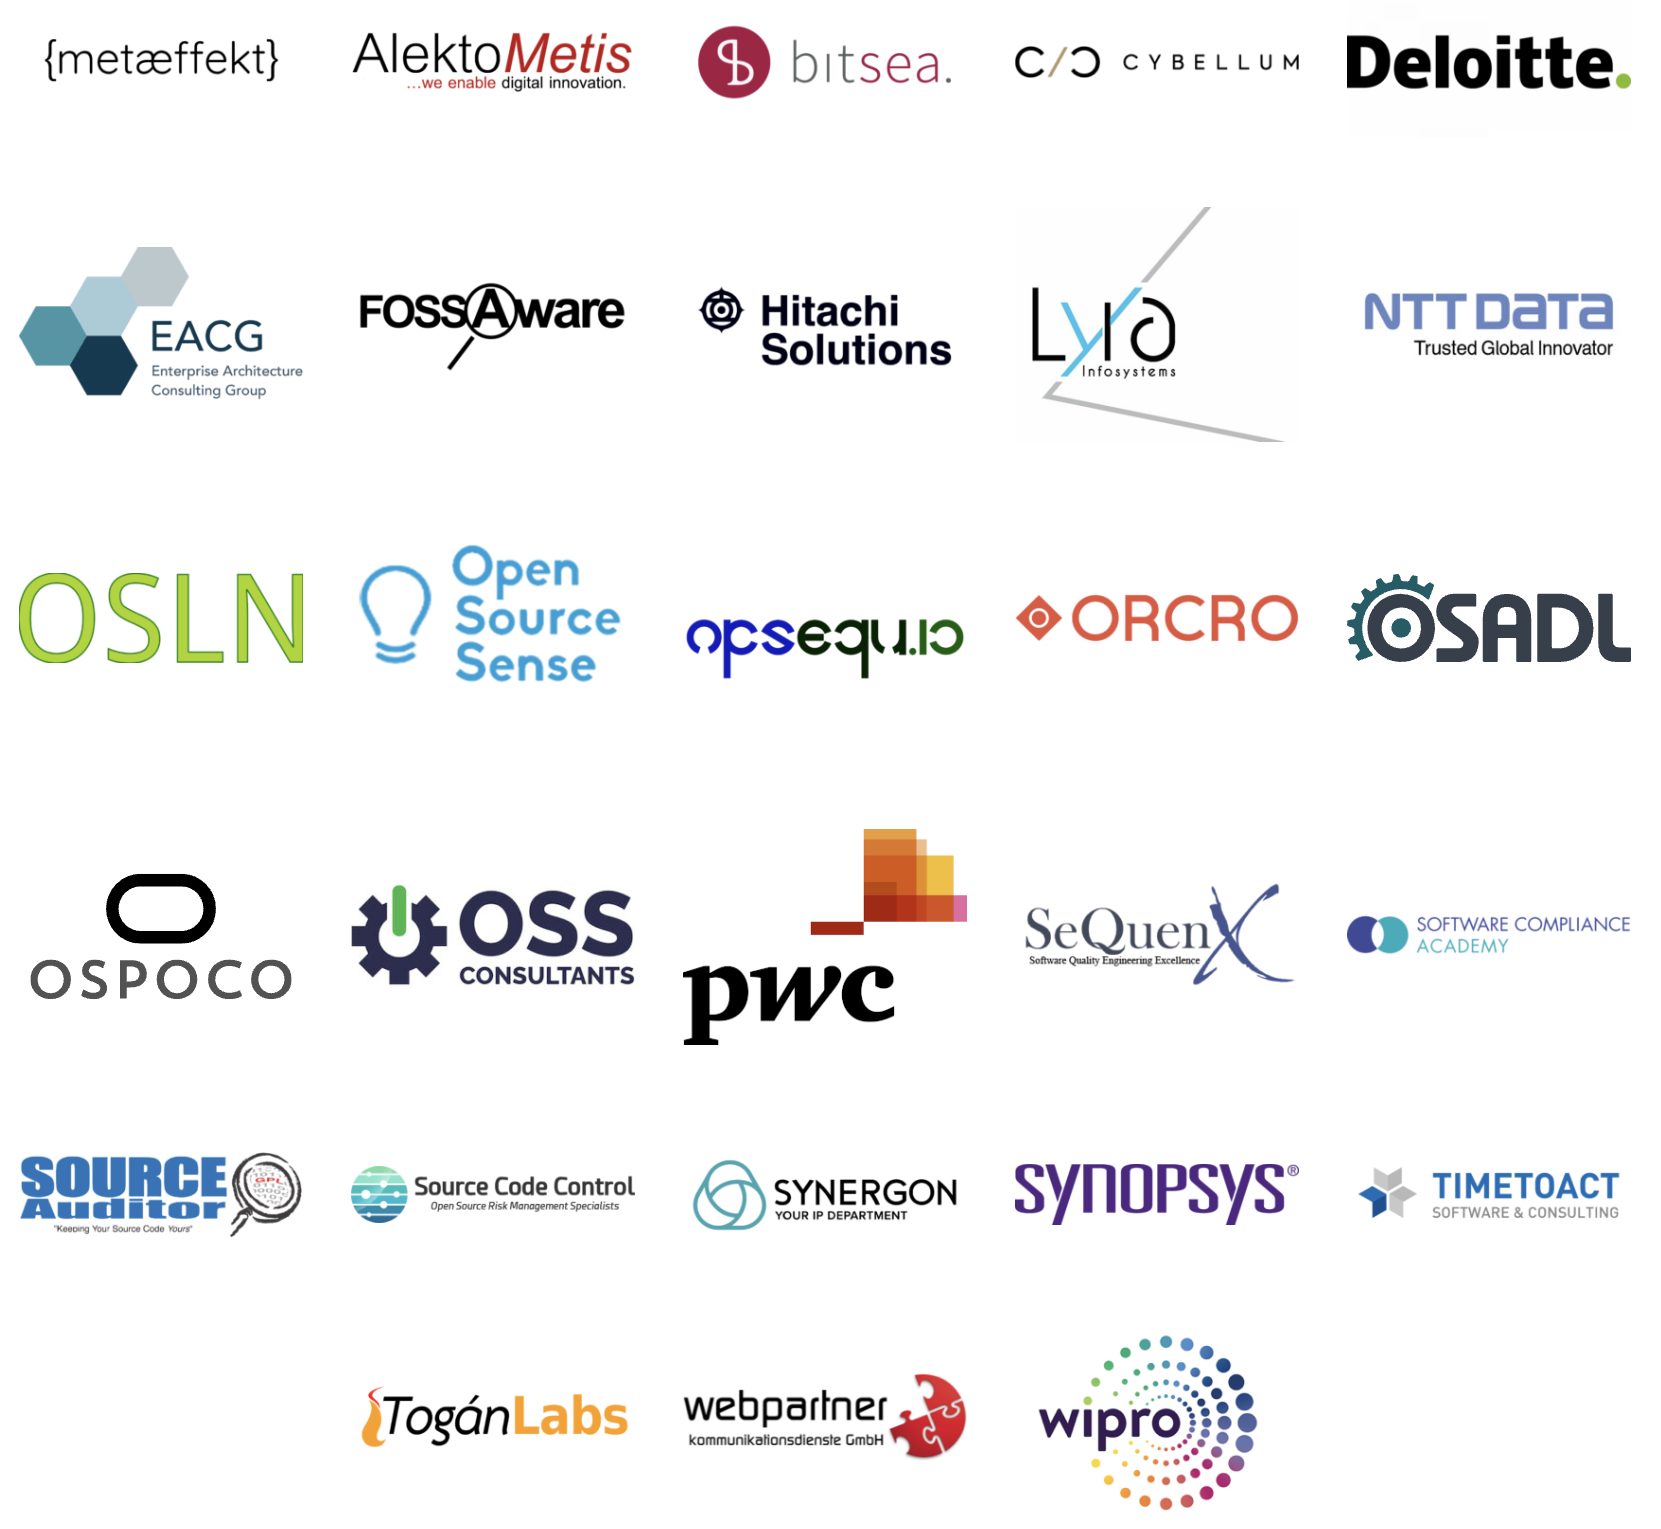 {metæffekt}
AlektoMetis
...we enable digital innovation.
bitsea.
C/C CYBELLUM
Deloitte.
EACG
Enterprise Architecture
Consulting Group
FOSSAware
Hitachi
Solutions
Lyra
Infosystems
NTT DATA
Trusted Global Innovator
OSLN
Open
Source
Sense
opsequ.io
ORCRO
OSADL
OSPOCO
OSS
CONSULTANTS
pwc
SeQuenX
Software Quality Engineering Excellence
SOFTWARE COMPLIANCE
ACADEMY
SOURCE
Auditor
"Keeping Your Source Code Yours"
GPL
Source Code Control
Open Source Risk Management Specialists
SYNERGON
YOUR IP DEPARTMENT
SYNOPSYS®
TIMETOACT
SOFTWARE & CONSULTING
TogánLabs
webpartner
kommunikationsdienste GmbH
wipro